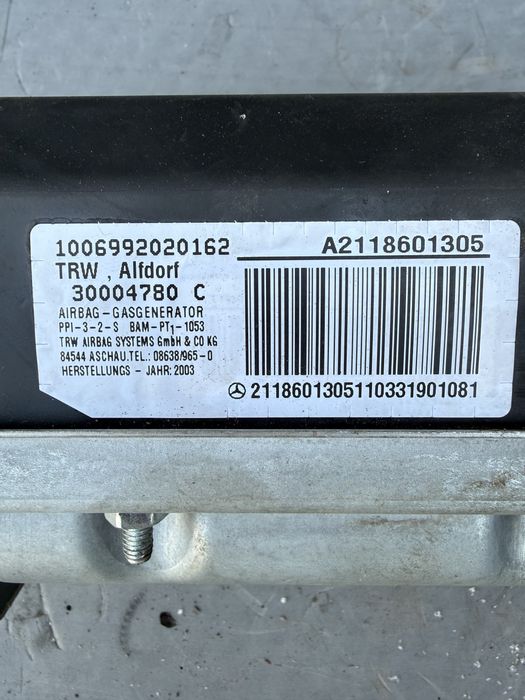 1006992020162
A2118601305
TRW , Alfdorf
30004780 C
AIRBAG-GASGENERATOR
PPI-3-2-S BAM-PT1-1053
TRW AIRBAG SYSTEMS GmbH & CO KG
84544 ASCHAU.TEL.: 08638/965-0
HERSTELLUNGS - JAHR: 2003
2118601305110331901081